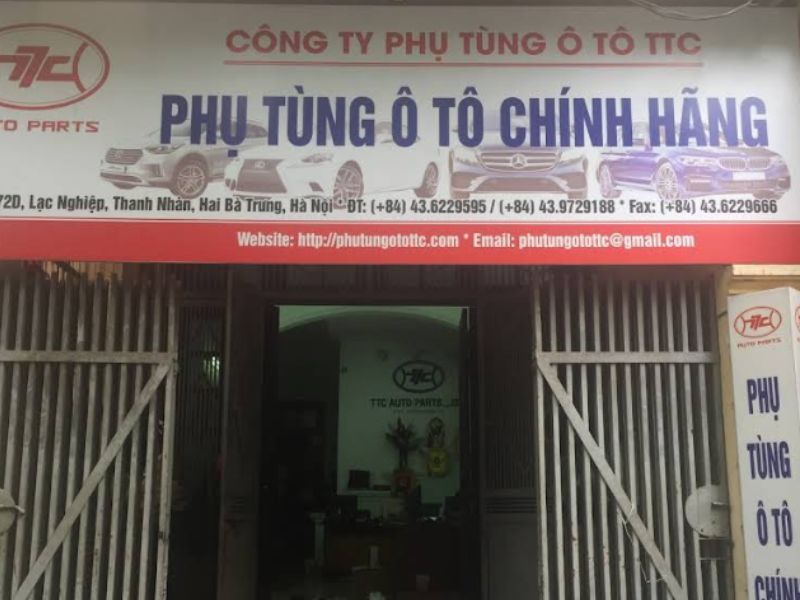 TTC
AUTO PARTS
CÔNG TY PHỤ TÙNG Ô TÔ TTC
PHỤ TÙNG Ô TÔ CHÍNH HÃNG
72D, Lạc Nghiệp, Thanh Nhàn, Hai Bà Trưng, Hà Nội * ĐT: (+84) 43.6229595 / (+84) 43.9729188 * Fax: (+84) 43.6229666
Website: http://phutungotottc.com * Email: phutungotottc@gmail.com
TTC
TTC AUTO PARTS
TTC
AUTO PARTS
PHỤ
TÙNG
Ô TÔ
CHÍNH